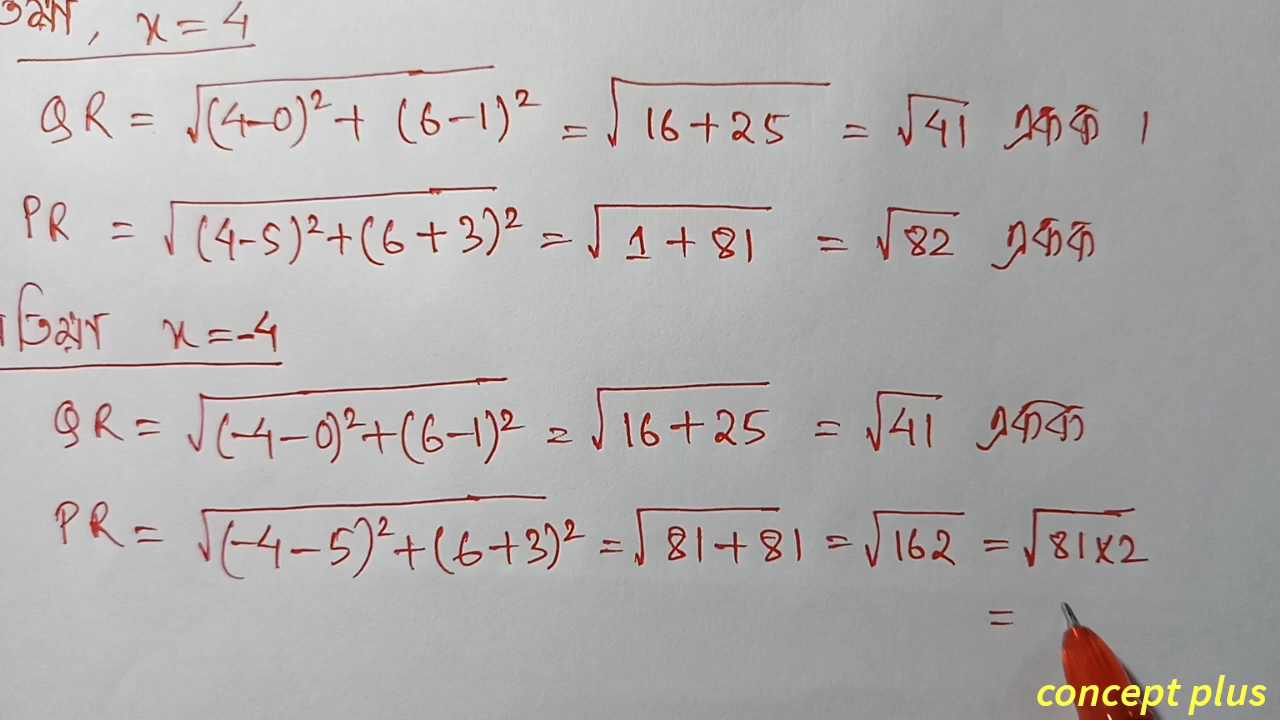 x = 4
QR = √(4-0)² + (6-1)² = √16+25 = √41 একক ।
PR = √(4-5)²+(6+3)² = √1+81 = √82 একক
x = -4
QR = √(-4-0)²+(6-1)² = √16+25 = √41 একক
PR = √(-4-5)²+(6+3)² = √81+81 = √162 = √81×2
=
concept plus